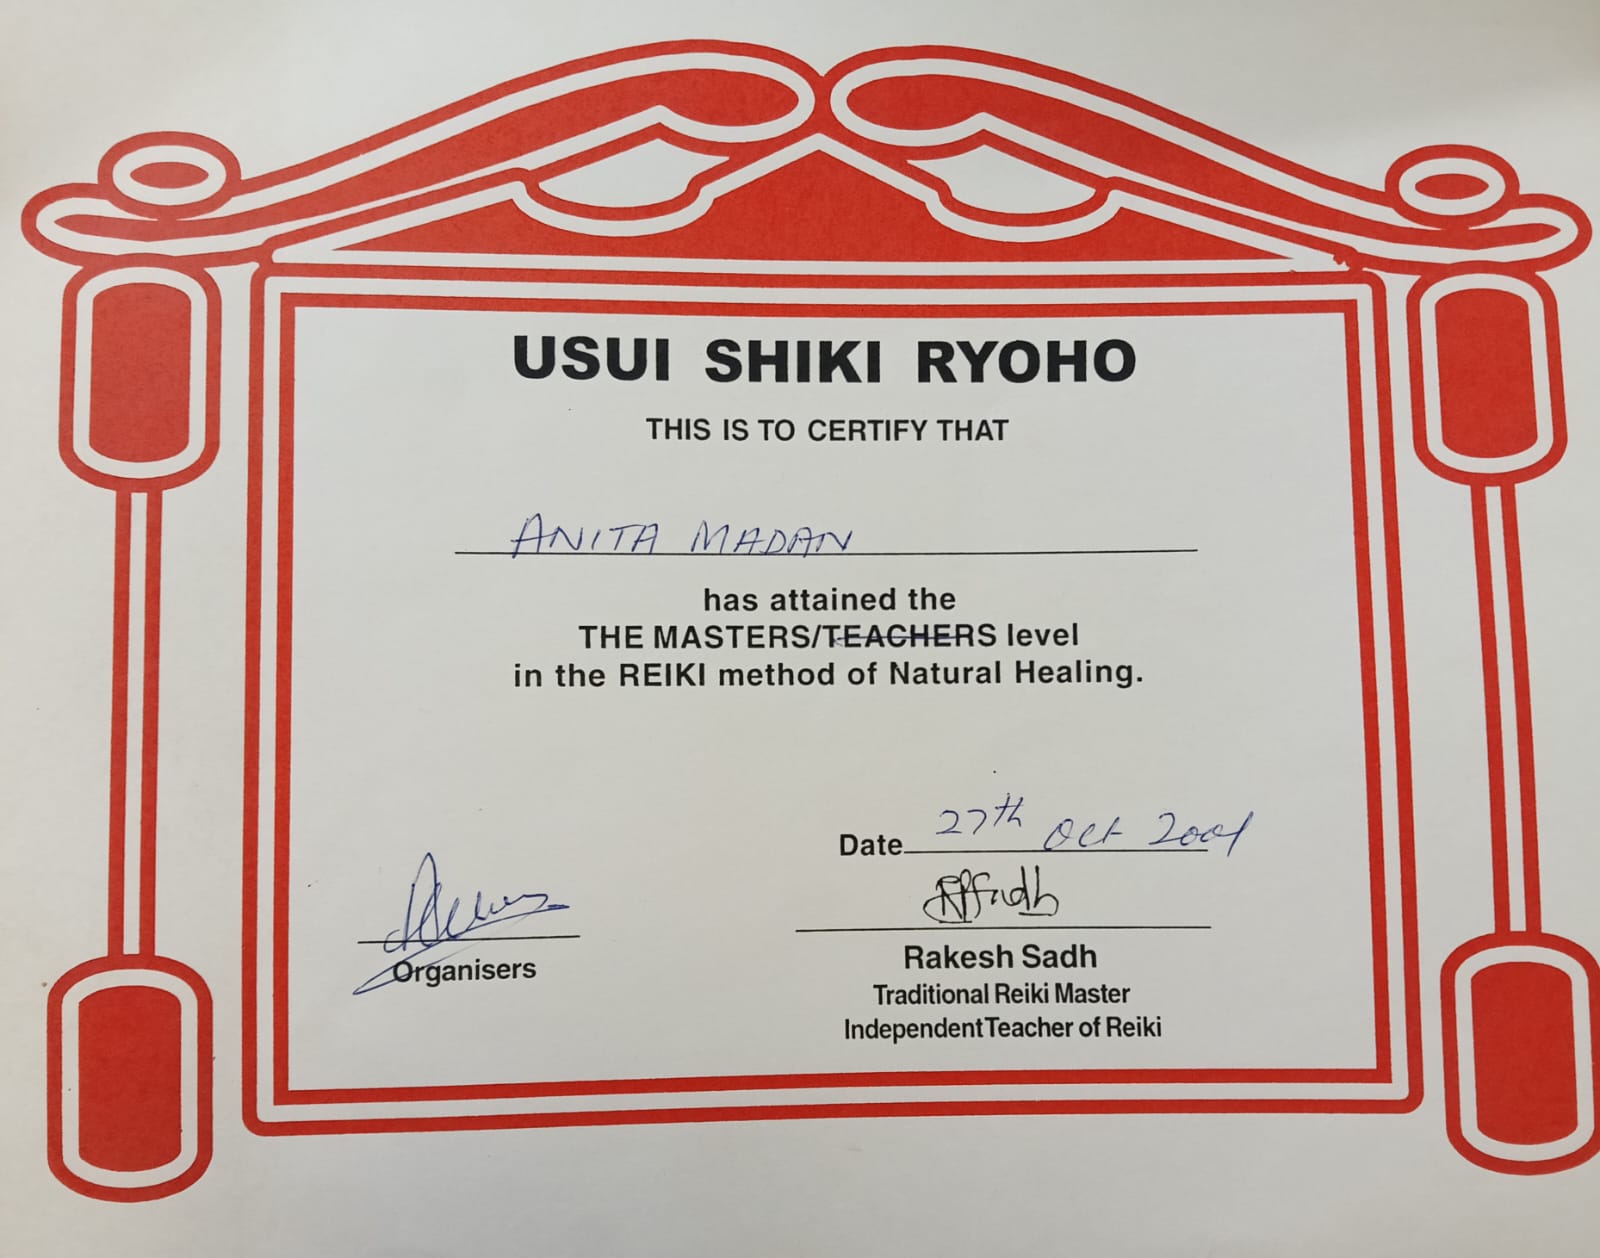 USUI SHIKI RYOHO
THIS IS TO CERTIFY THAT
ANITA MADAN
has attained the
THE MASTERS/TEACHERS level
in the REIKI method of Natural Healing.
Date 27th Oct 2001
Organisers
Rakesh Sadh
Traditional Reiki Master
Independent Teacher of Reiki